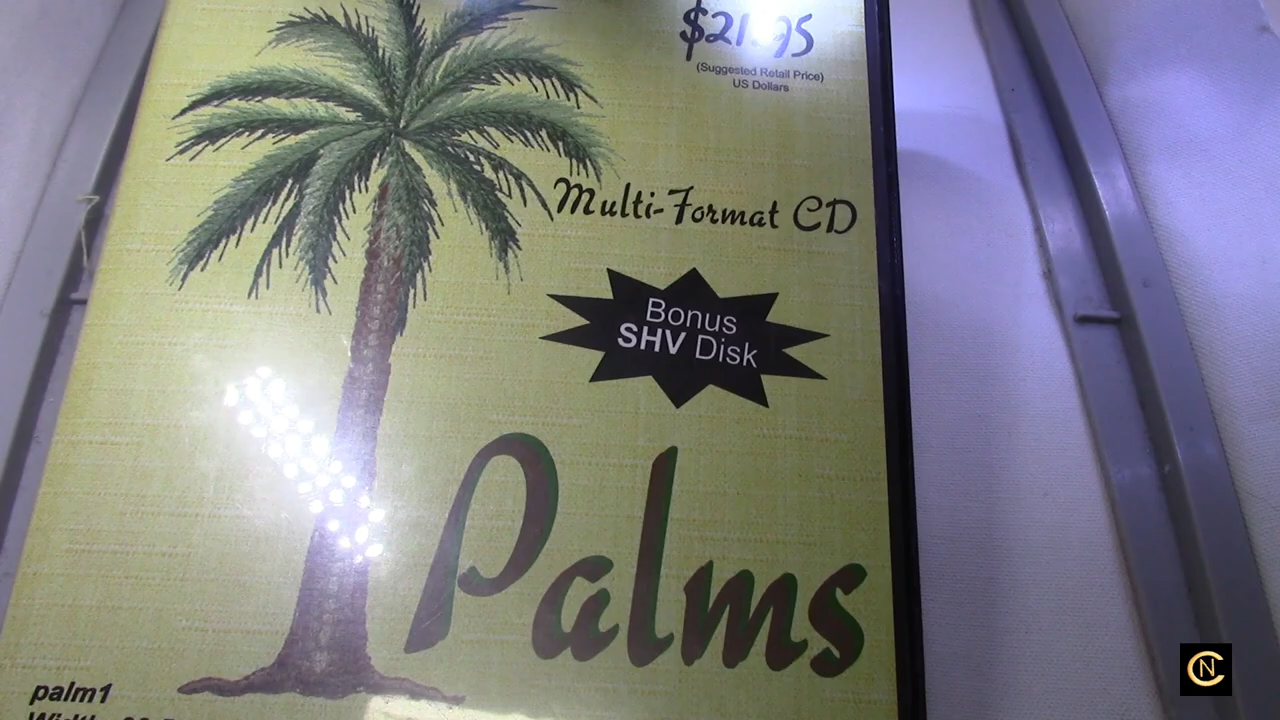 $21.95
(Suggested Retail Price)
US Dollars
Multi-Format CD
Bonus
SHV Disk
Palms
palm1